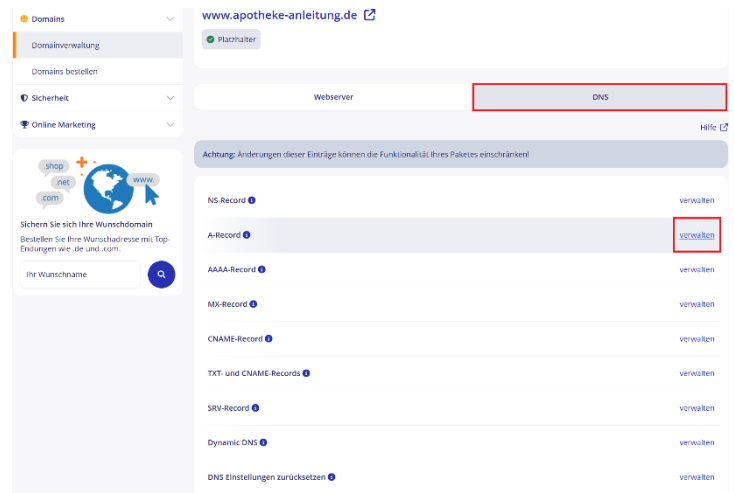 Domains
Domainverwaltung
Domains bestellen
Sicherheit
Online Marketing
.shop
.net
.com
www.
Sichern Sie sich Ihre Wunschdomain
Bestellen Sie Ihre Wunschadresse mit Top-
Endungen wie .de und .com.
Ihr Wunschname
www.apotheke-anleitung.de
Platzhalter
Webserver
DNS
Hilfe
Achtung: Änderungen dieser Einträge können die Funktionalität Ihres Paketes einschränken!
NS-Record verwalten
A-Record verwalten
AAAA-Record verwalten
MX-Record verwalten
CNAME-Record verwalten
TXT- und CNAME-Records verwalten
SRV-Record verwalten
Dynamic DNS verwalten
DNS Einstellungen zurücksetzen verwalten